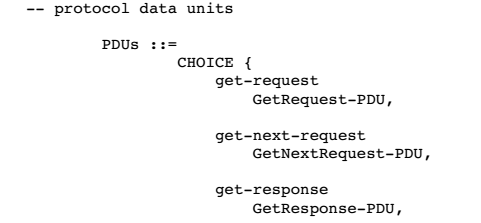 -- protocol data units
PDUs ::=
CHOICE {
get-request
GetRequest-PDU,
get-next-request
GetNextRequest-PDU,
get-response
GetResponse-PDU,